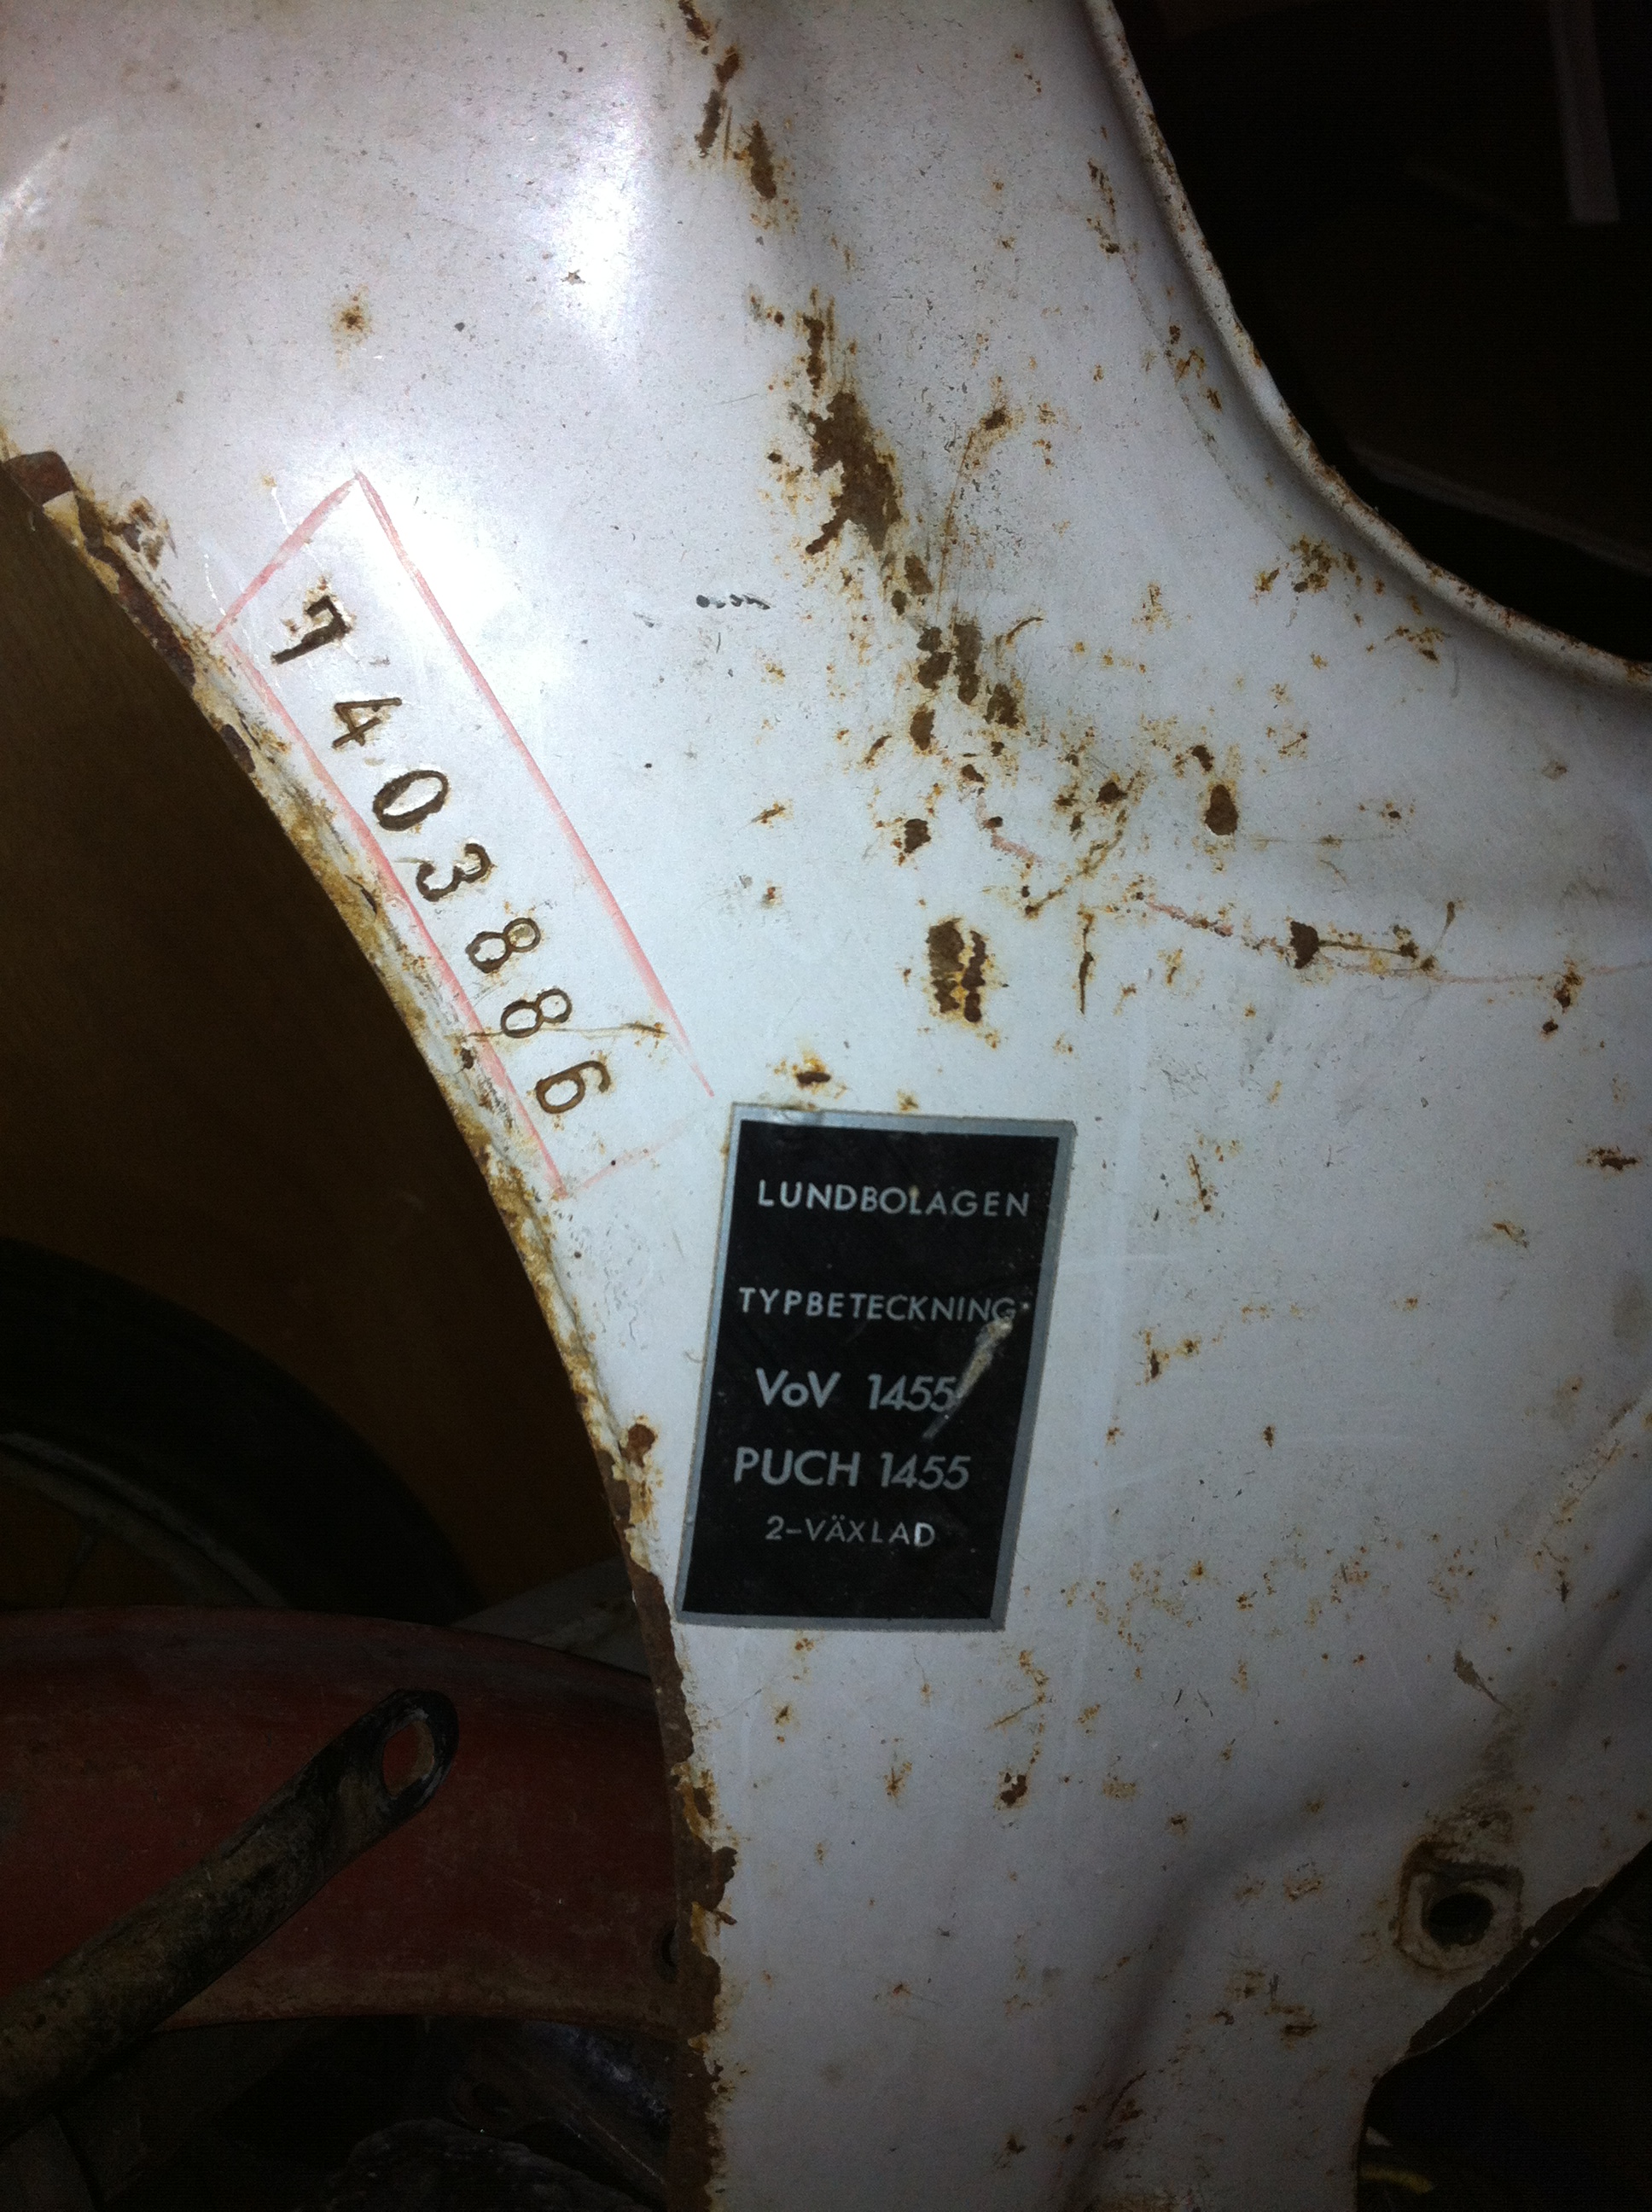 7403886
LUNDBOLAGEN
TYPBETECKNING
VoV 1455
PUCH 1455
2-VÄXLAD